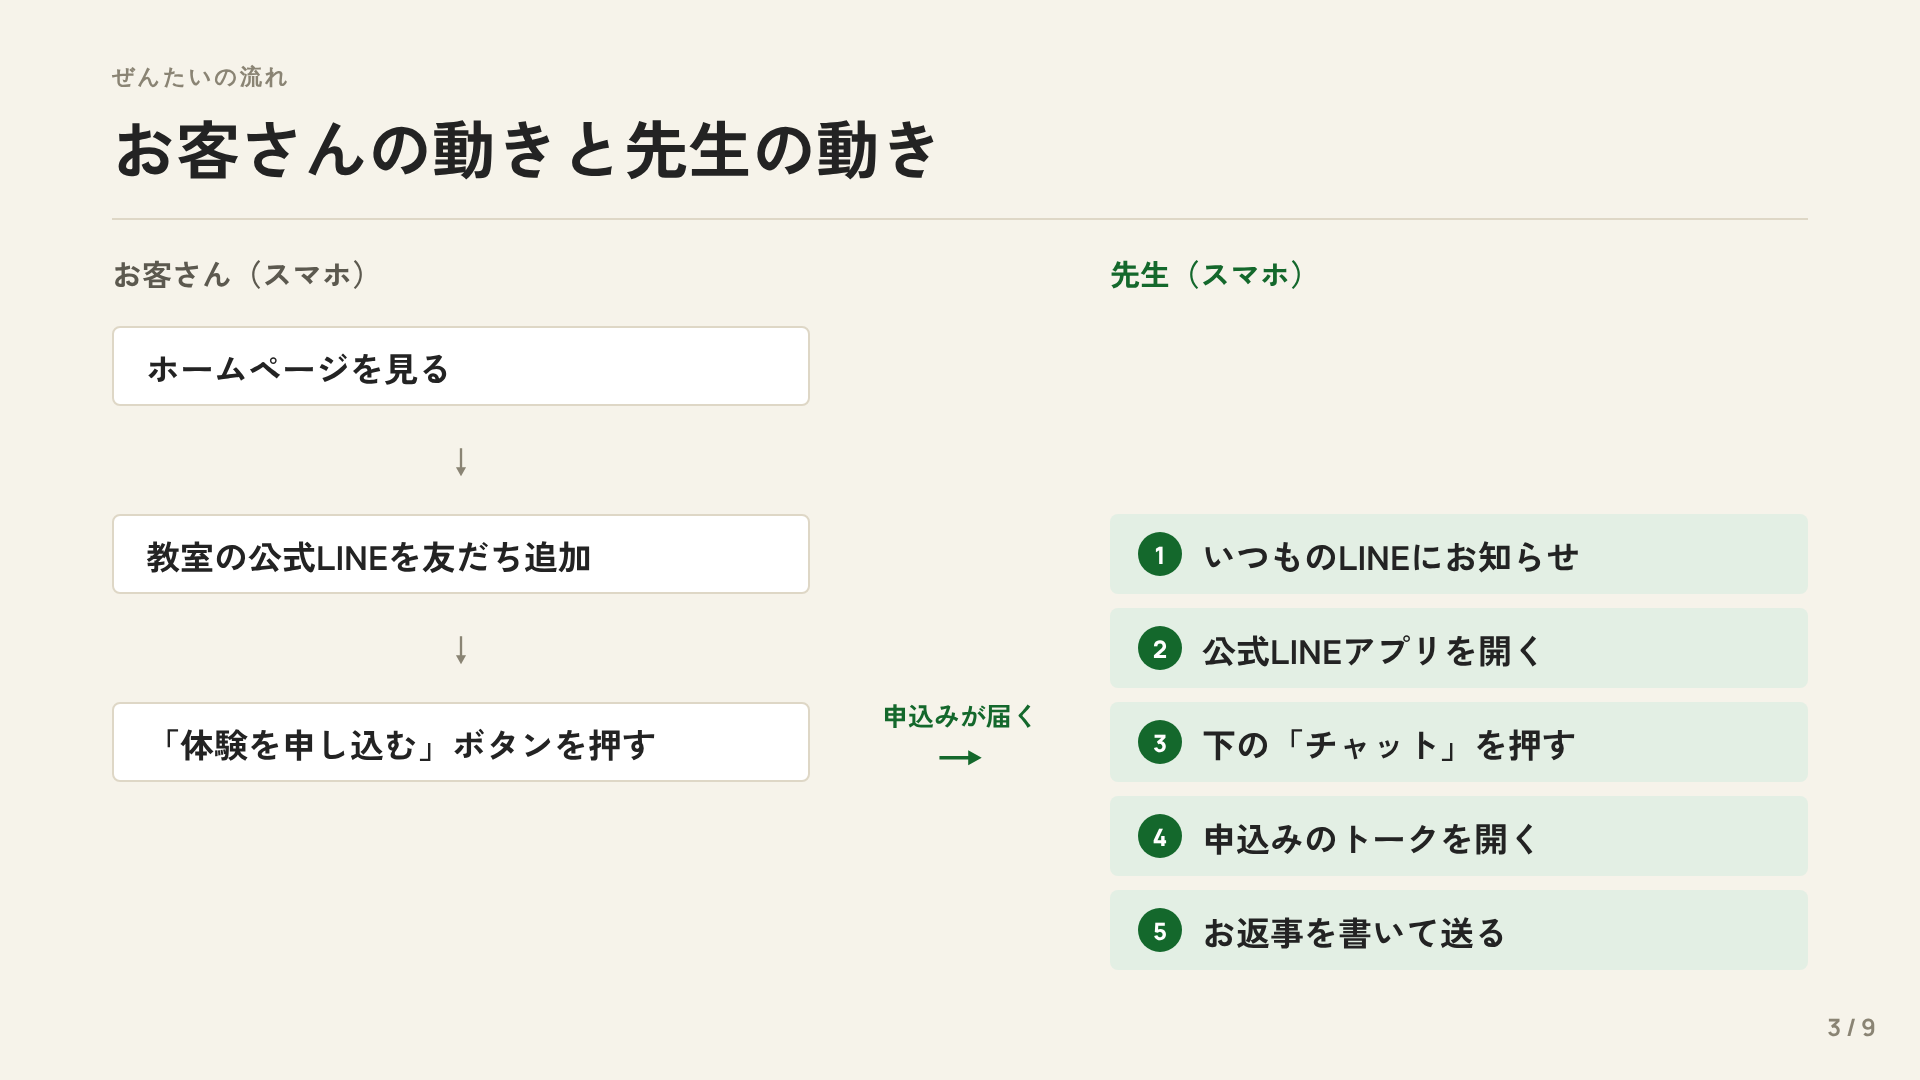 ぜんたいの流れ
お客さんの動きと先生の動き
お客さん（スマホ）
ホームページを見る
↓
教室の公式LINEを友だち追加
↓
「体験を申し込む」ボタンを押す
申込みが届く
→
先生（スマホ）
1 いつものLINEにお知らせ
2 公式LINEアプリを開く
3 下の「チャット」を押す
4 申込みのトークを開く
5 お返事を書いて送る
3 / 9